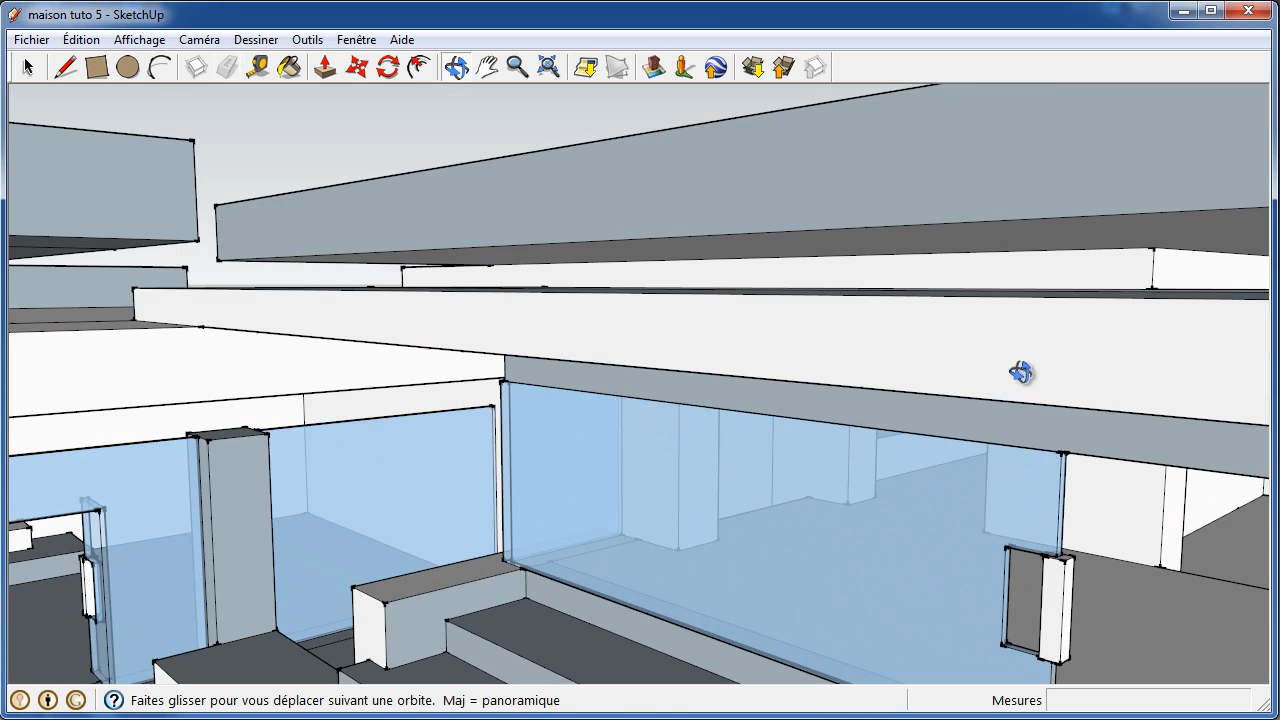 maison tuto 5 - SketchUp
Fichier Édition Affichage Caméra Dessiner Outils Fenêtre Aide
Faites glisser pour vous déplacer suivant une orbite. Maj = panoramique Mesures